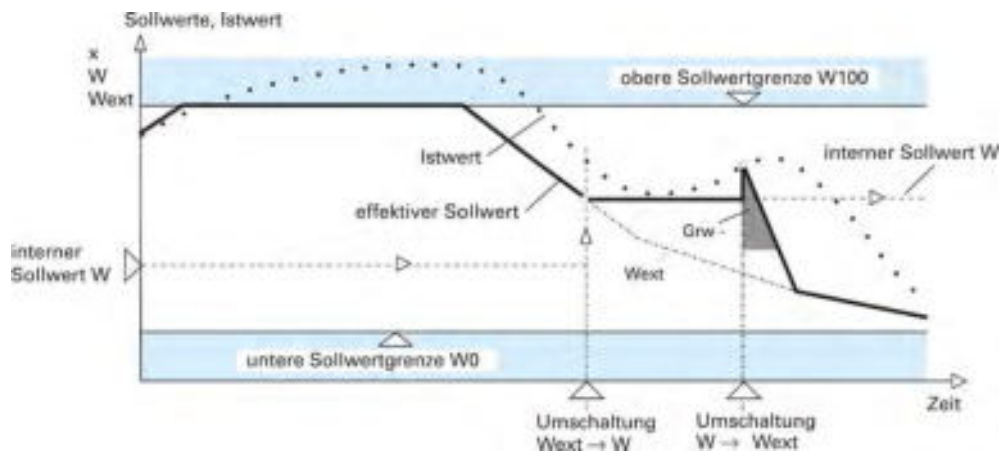 Sollwerte, Istwert
x
W
Wext
obere Sollwertgrenze W100
Istwert
interner Sollwert W
effektiver Sollwert
Grw -
interner
Sollwert W
Wext
untere Sollwertgrenze W0
Zeit
Umschaltung
Wext → W
Umschaltung
W → Wext